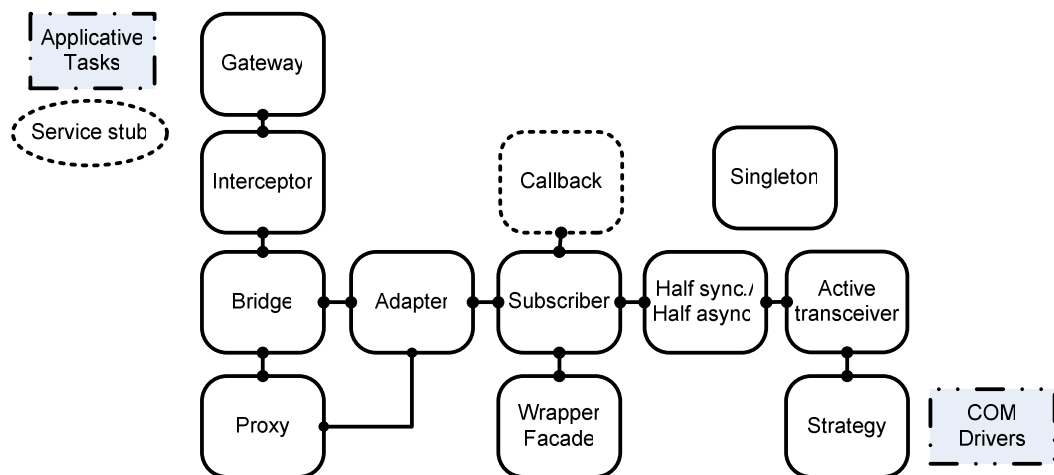 Applicative
Tasks
Gateway
Service stub
Interceptor
Callback
Singleton
Bridge
Adapter
Subscriber
Half sync./
Half async
Active
transceiver
Proxy
Wrapper
Facade
Strategy
COM
Drivers